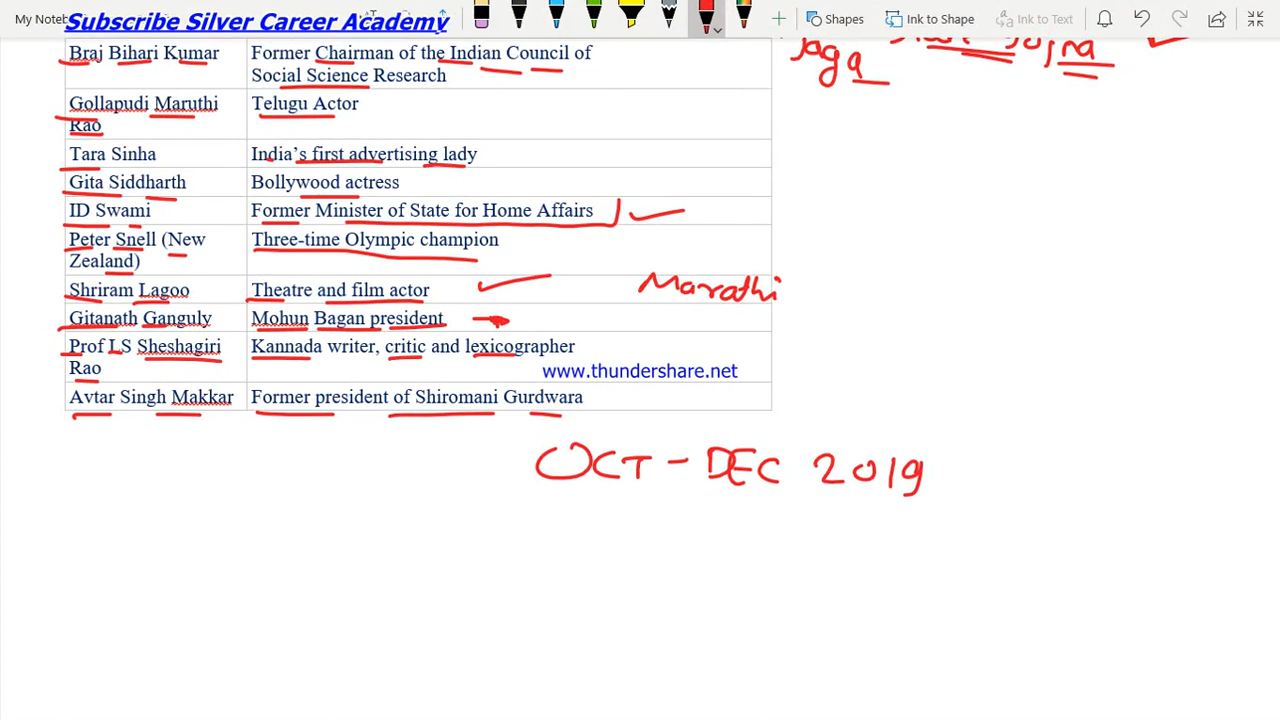 My Noteb
Subscribe Silver Career Academy
Shapes
Ink to Shape
Ink to Text
Jaga
Braj Bihari Kumar
Former Chairman of the Indian Council of
Social Science Research
Gollapudi Maruthi
Rao
Telugu Actor
Tara Sinha
India's first advertising lady
Gita Siddharth
Bollywood actress
ID Swami
Former Minister of State for Home Affairs
Peter Snell (New
Zealand)
Three-time Olympic champion
Shriram Lagoo
Theatre and film actor
Marathi
Gitanath Ganguly
Mohun Bagan president
Prof LS Sheshagiri
Rao
Kannada writer, critic and lexicographer
www.thundershare.net
Avtar Singh Makkar
Former president of Shiromani Gurdwara
OCT - DEC 2019